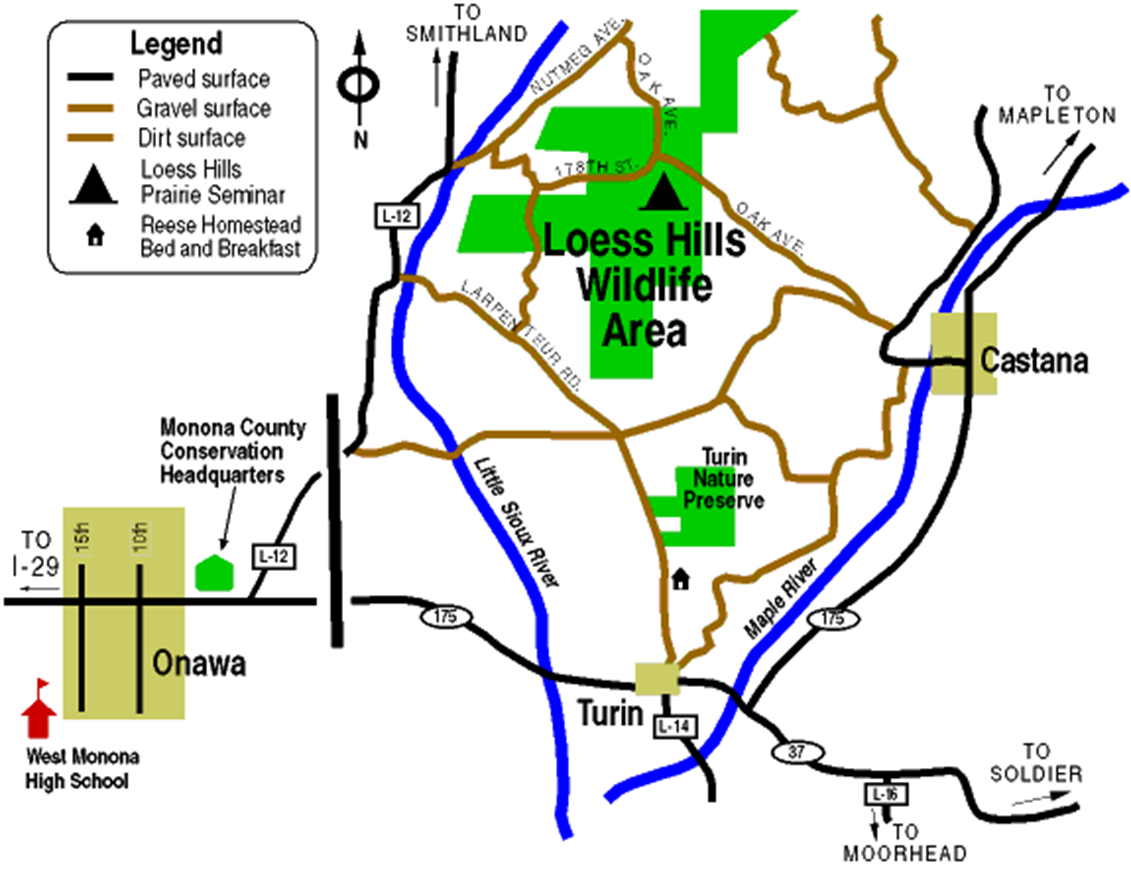 Legend
Paved surface
Gravel surface
Dirt surface
Loess Hills
Prairie Seminar
Reese Homestead
Bed and Breakfast
N
TO
SMITHLAND
NUTMEG AVE.
OAK AVE.
178TH ST.
OAK AVE.
TO
MAPLETON
L-12
Loess Hills
Wildlife
Area
LARPENTEUR RD.
Castana
Monona County
Conservation
Headquarters
Turin
Nature
Preserve
Little Sioux River
Maple River
TO
I-29
15th
10th
L-12
175
175
Onawa
Turin
L-14
37
West Monona
High School
TO
SOLDIER
L-16
TO
MOORHEAD